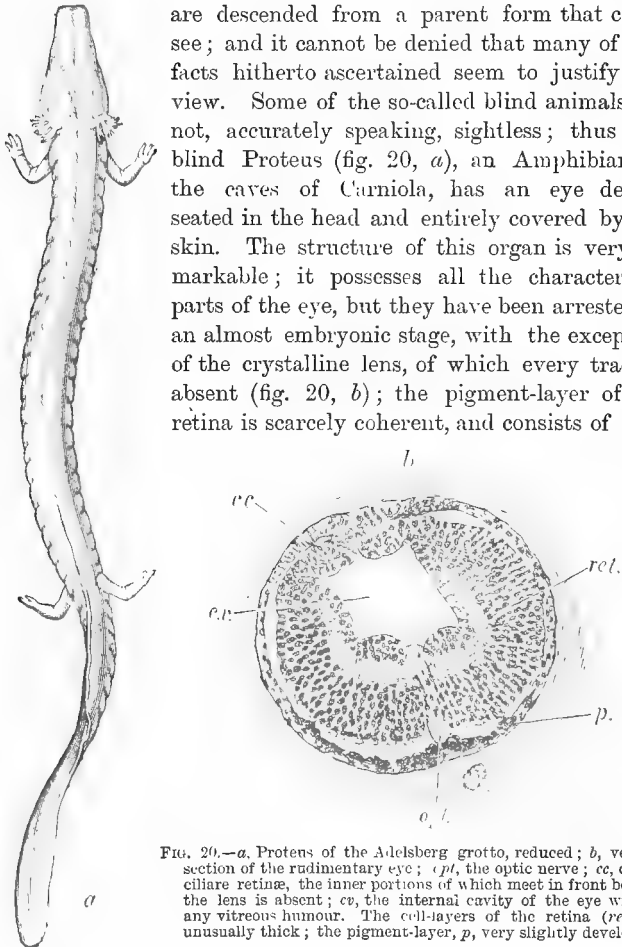 are descended from a parent form that c
see; and it cannot be denied that many of
facts hitherto ascertained seem to justify
view. Some of the so-called blind animals
not, accurately speaking, sightless; thus
blind Proteus (fig. 20, a), an Amphibian
the caves of Carniola, has an eye de
seated in the head and entirely covered by
skin. The structure of this organ is very
markable; it possesses all the character
parts of the eye, but they have been arreste
an almost embryonic stage, with the excep
of the crystalline lens, of which every tra
absent (fig. 20, b); the pigment-layer of
retina is scarcely coherent, and consists of
b
cc.
ret.
c.v.
p.
a
FIG. 20.—a, Proteus of the Adelsberg grotto, reduced; b, ve
section of the rudimentary eye; opt, the optic nerve; cc, c
ciliare retinæ, the inner portions of which meet in front be
the lens is absent; cv, the internal cavity of the eye w
any vitreous humour. The cell-layers of the retina (re
unusually thick; the pigment-layer, p, very slightly devel